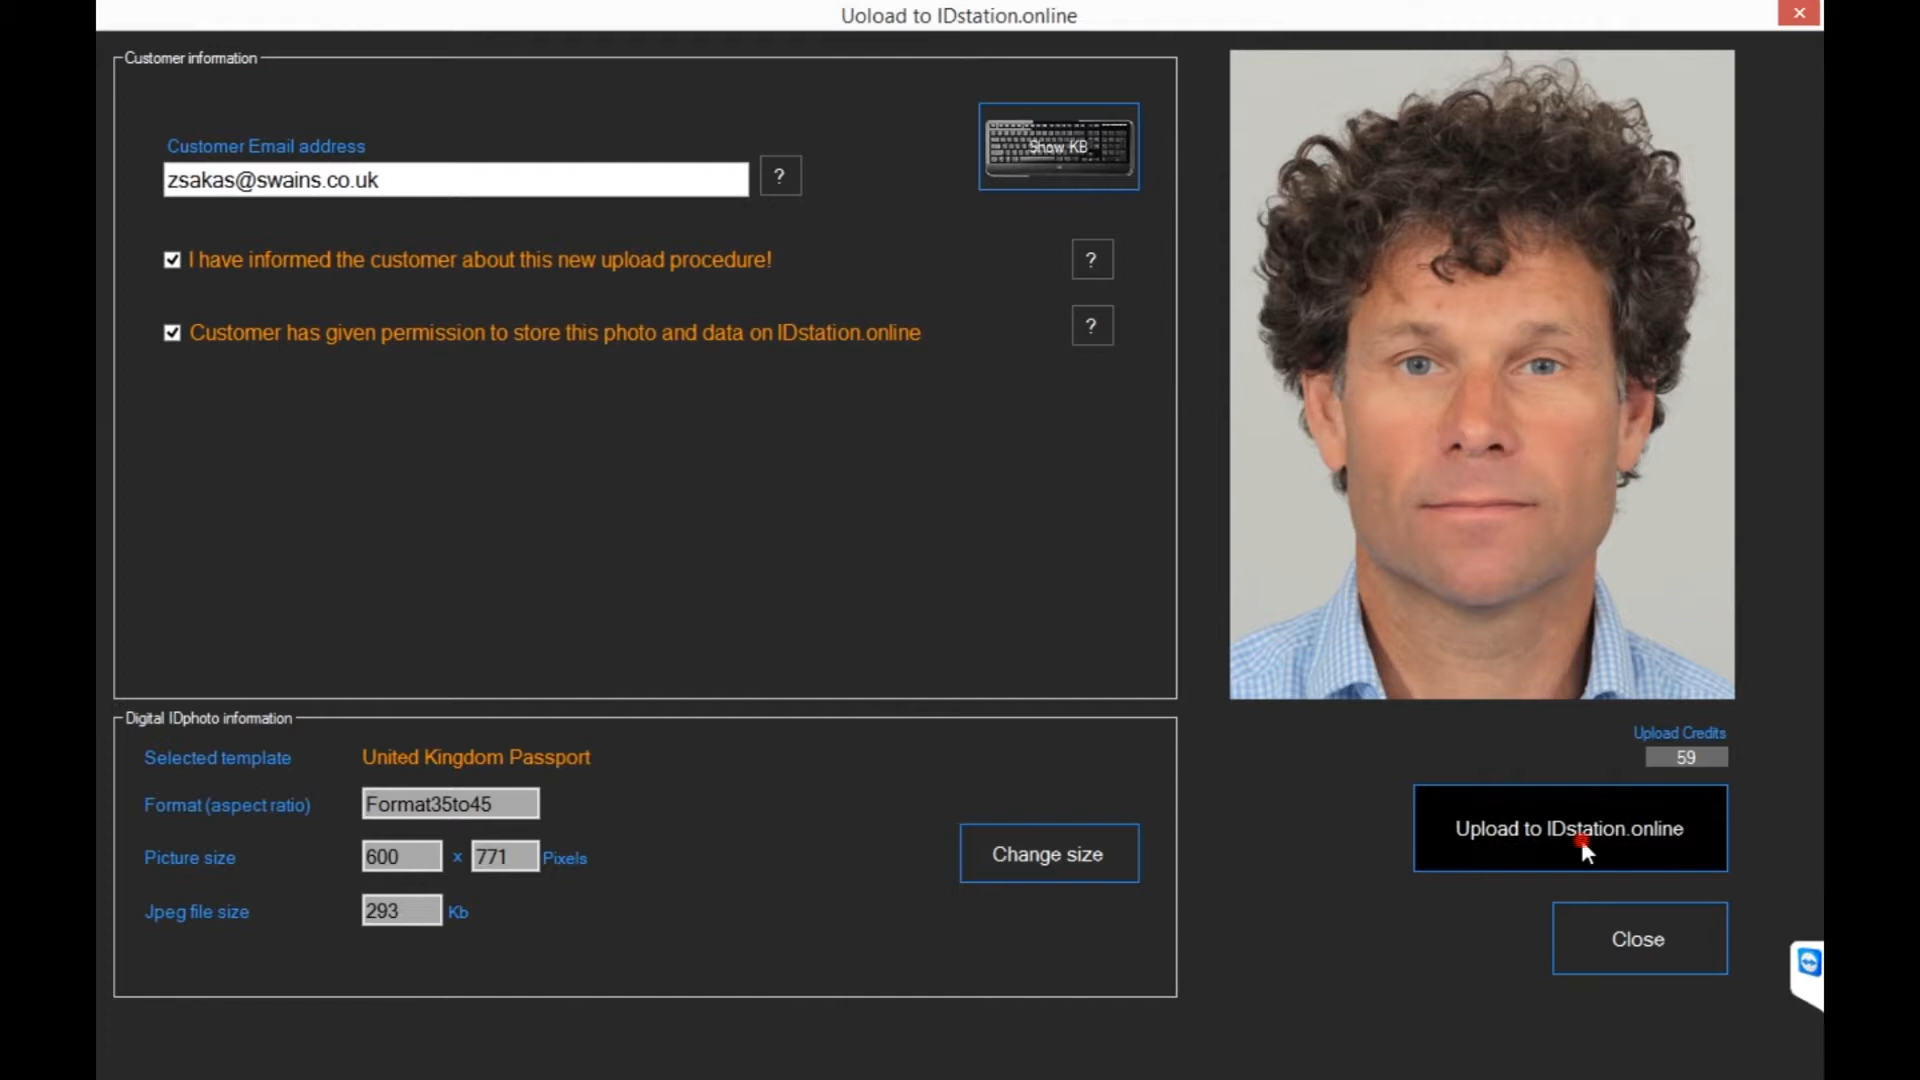 Uoload to IDstation.online
Customer information
Customer Email address
zsakas@swains.co.uk
?
Show KB
I have informed the customer about this new upload procedure!
?
Customer has given permission to store this photo and data on IDstation.online
?
Digital IDphoto information
Selected template United Kingdom Passport
Format (aspect ratio) Format35to45
Picture size 600 x 771 Pixels
Jpeg file size 293 Kb
Change size
Upload Credits
59
Upload to IDstation.online
Close